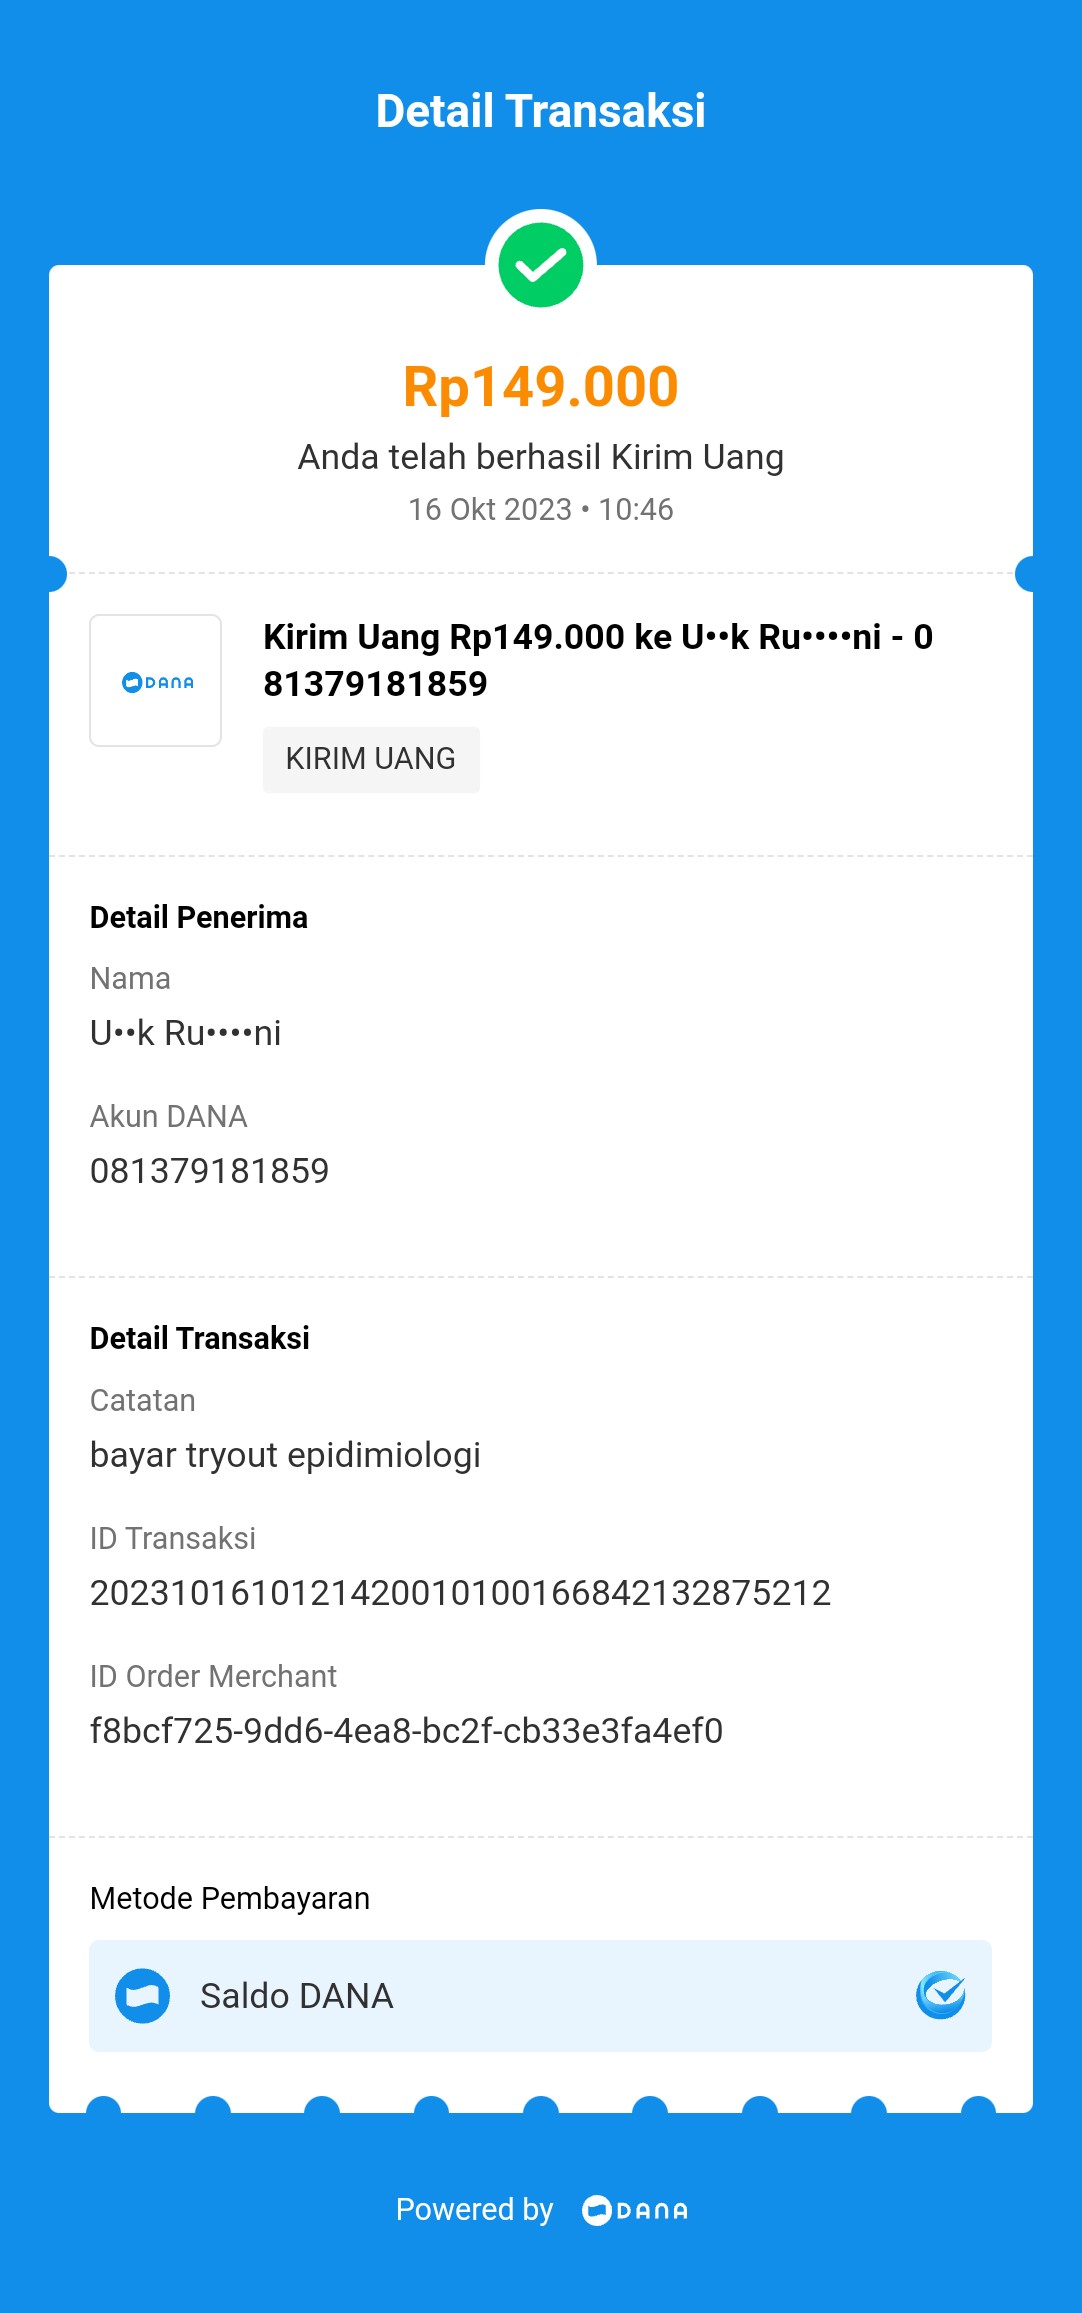 Detail Transaksi
Rp149.000
Anda telah berhasil Kirim Uang
16 Okt 2023 • 10:46
Kirim Uang Rp149.000 ke U••k Ru••••ni - 0
81379181859
DANA
KIRIM UANG
Detail Penerima
Nama
U••k Ru••••ni
Akun DANA
081379181859
Detail Transaksi
Catatan
bayar tryout epidimiologi
ID Transaksi
2023101610121420010100166842132875212
ID Order Merchant
f8bcf725-9dd6-4ea8-bc2f-cb33e3fa4ef0
Metode Pembayaran
Saldo DANA
Powered by DANA